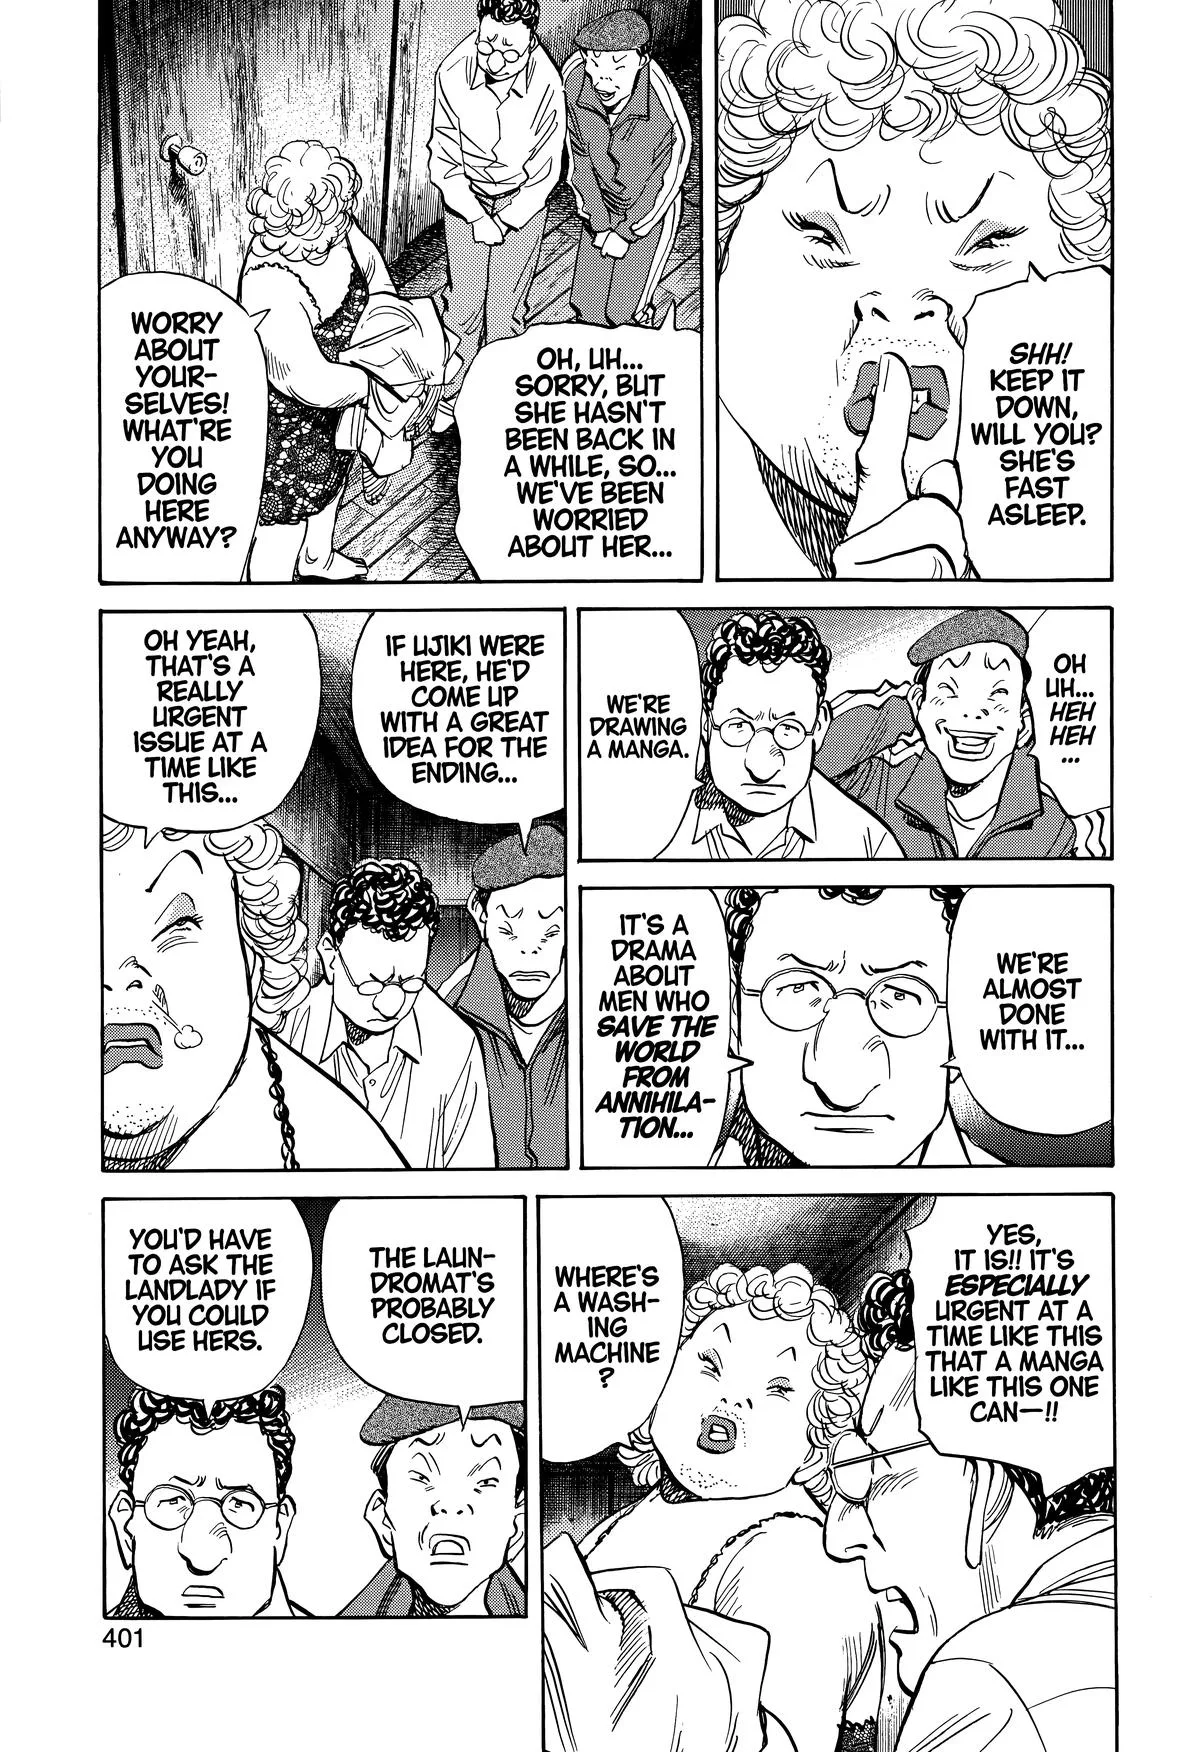 SHH!
KEEP IT
DOWN,
WILL YOU?
SHE'S
FAST
ASLEEP.
OH, UH...
SORRY, BUT
SHE HASN'T
BEEN BACK IN
A WHILE, SO...
WE'VE BEEN
WORRIED
ABOUT HER...
WORRY
ABOUT
YOUR-
SELVES!
WHAT'RE
YOU
DOING
HERE
ANYWAY?
OH
UH...
HEH
HEH
...
WE'RE
DRAWING
A MANGA.
WE'RE
ALMOST
DONE
WITH IT...
IT'S A
DRAMA
ABOUT
MEN WHO
SAVE THE
WORLD
FROM
ANNIHILA-
TION...
IF UJIKI WERE
HERE, HE'D
COME UP
WITH A GREAT
IDEA FOR THE
ENDING...
OH YEAH,
THAT'S A
REALLY
URGENT
ISSUE AT A
TIME LIKE
THIS...
YES,
IT IS!! IT'S
ESPECIALLY
URGENT AT A
TIME LIKE THIS
THAT A MANGA
LIKE THIS ONE
CAN—!!
WHERE'S
A WASH-
ING
MACHINE
?
THE LAUN-
DROMAT'S
PROBABLY
CLOSED.
YOU'D HAVE
TO ASK THE
LANDLADY IF
YOU COULD
USE HERS.
401